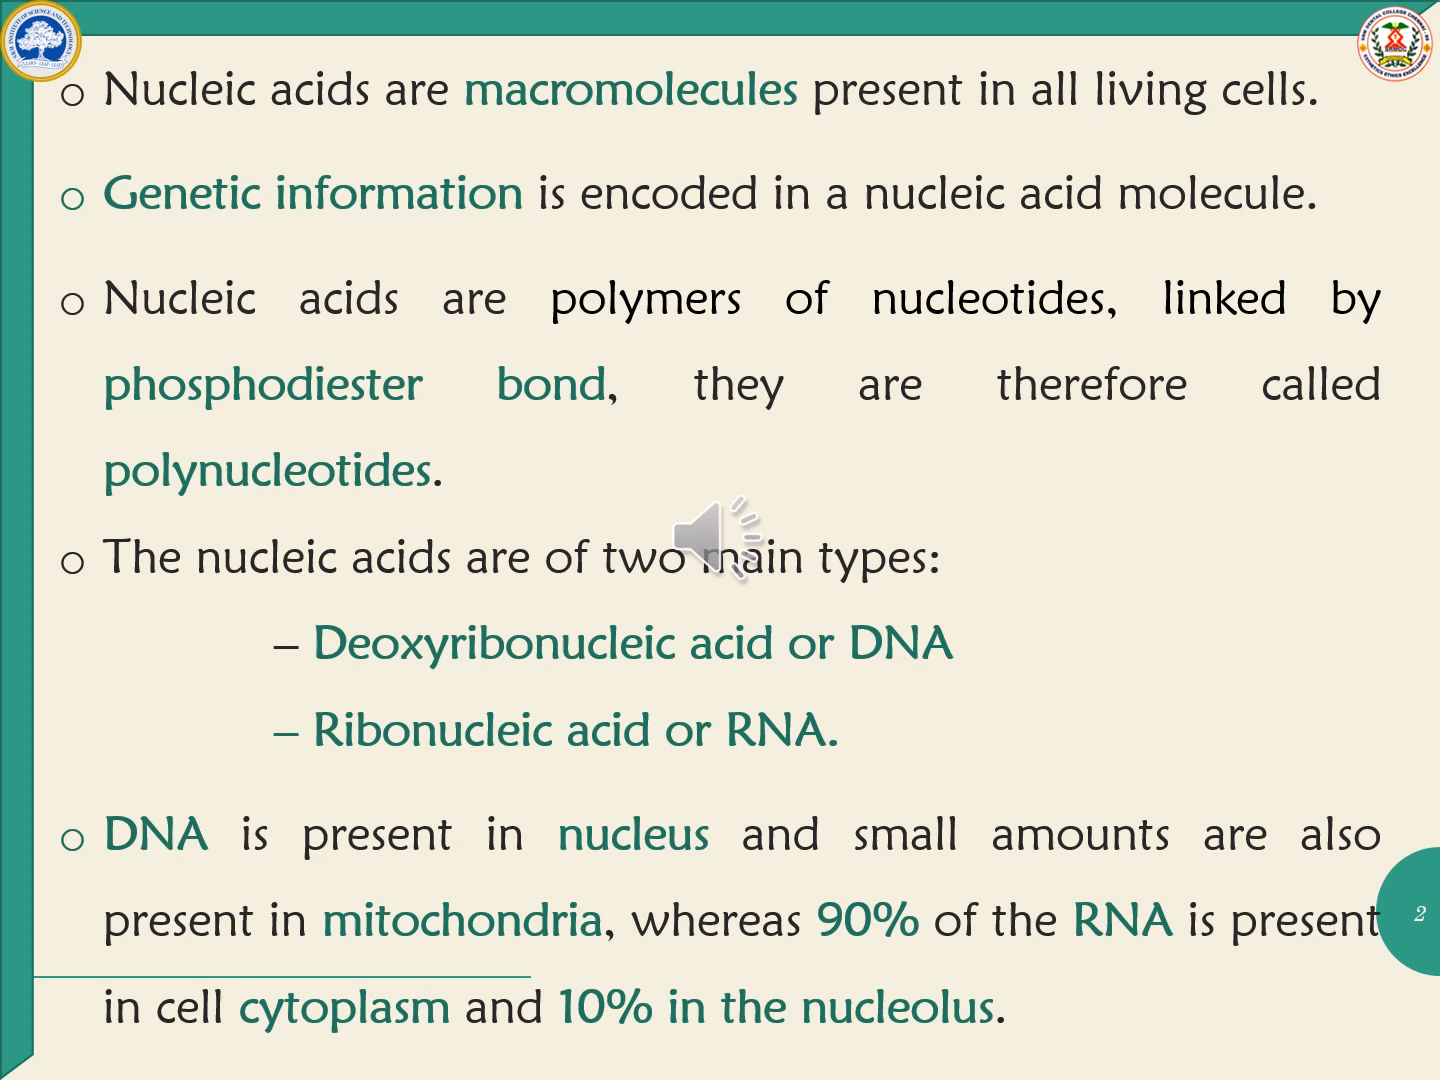 o Nucleic acids are macromolecules present in all living cells.
o Genetic information is encoded in a nucleic acid molecule.
o Nucleic acids are polymers of nucleotides, linked by
phosphodiester bond, they are therefore called
polynucleotides.
o The nucleic acids are of two main types:
– Deoxyribonucleic acid or DNA
– Ribonucleic acid or RNA.
o DNA is present in nucleus and small amounts are also
present in mitochondria, whereas 90% of the RNA is present
in cell cytoplasm and 10% in the nucleolus.
2